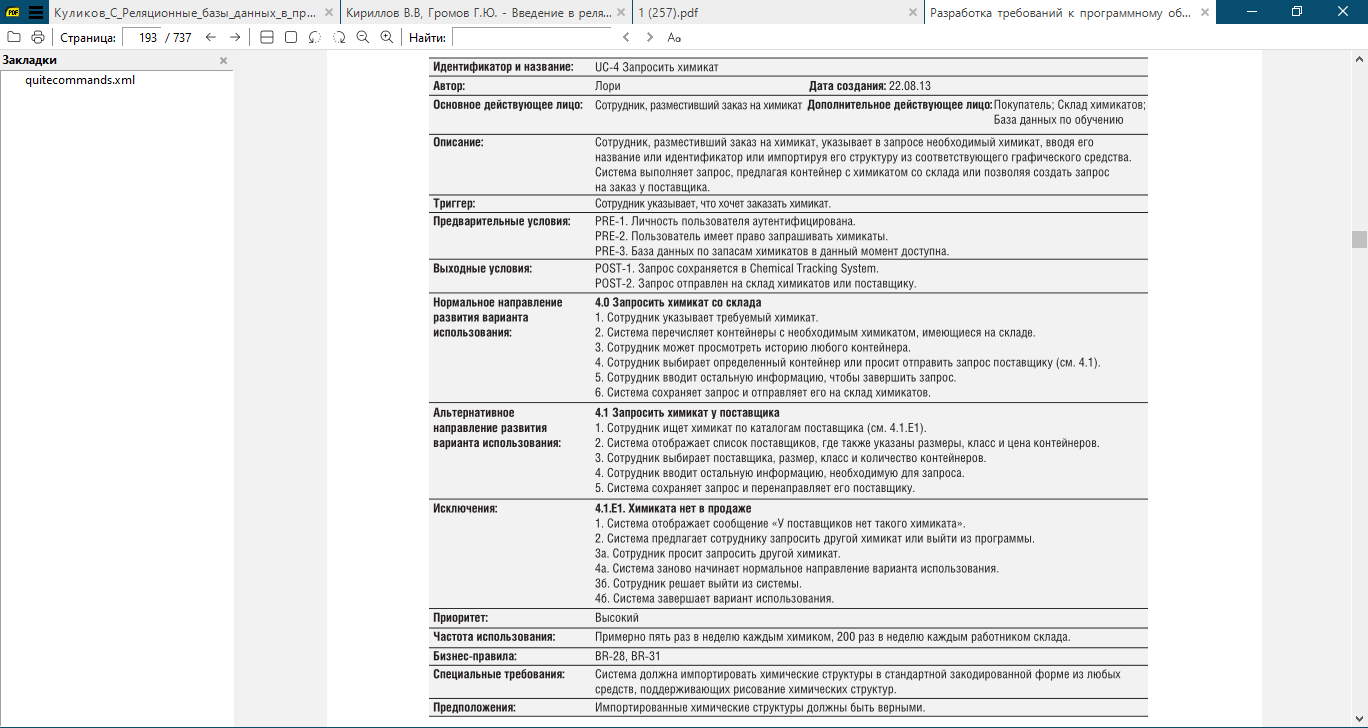 Куликов_С_Реляционные_базы_данных_в_пр...
Кириллов В.В, Громов Г.Ю. - Введение в реля...
1 (257).pdf
Разработка требований к программному об...
Страница: 193 / 737
Найти:
Закладки
quitecommands.xml
Идентификатор и название: UC-4 Запросить химикат
Автор: Лори Дата создания: 22.08.13
Основное действующее лицо: Сотрудник, разместивший заказ на химикат Дополнительное действующее лицо: Покупатель; Склад химикатов;
База данных по обучению
Описание: Сотрудник, разместивший заказ на химикат, указывает в запросе необходимый химикат, вводя его
название или идентификатор или импортируя его структуру из соответствующего графического средства.
Система выполняет запрос, предлагая контейнер с химикатом со склада или позволяя создать запрос
на заказ у поставщика.
Триггер: Сотрудник указывает, что хочет заказать химикат.
Предварительные условия: PRE-1. Личность пользователя аутентифицирована.
PRE-2. Пользователь имеет право запрашивать химикаты.
PRE-3. База данных по запасам химикатов в данный момент доступна.
Выходные условия: POST-1. Запрос сохраняется в Chemical Tracking System.
POST-2. Запрос отправлен на склад химикатов или поставщику.
Нормальное направление 4.0 Запросить химикат со склада
развития варианта 1. Сотрудник указывает требуемый химикат.
использования: 2. Система перечисляет контейнеры с необходимым химикатом, имеющиеся на складе.
3. Сотрудник может просмотреть историю любого контейнера.
4. Сотрудник выбирает определенный контейнер или просит отправить запрос поставщику (см. 4.1).
5. Сотрудник вводит остальную информацию, чтобы завершить запрос.
6. Система сохраняет запрос и отправляет его на склад химикатов.
Альтернативное 4.1 Запросить химикат у поставщика
направление развития 1. Сотрудник ищет химикат по каталогам поставщика (см. 4.1.E1).
варианта использования: 2. Система отображает список поставщиков, где также указаны размеры, класс и цена контейнеров.
3. Сотрудник выбирает поставщика, размер, класс и количество контейнеров.
4. Сотрудник вводит остальную информацию, необходимую для запроса.
5. Система сохраняет запрос и перенаправляет его поставщику.
Исключения: 4.1.E1. Химиката нет в продаже
1. Система отображает сообщение «У поставщиков нет такого химиката».
2. Система предлагает сотруднику запросить другой химикат или выйти из программы.
3а. Сотрудник просит запросить другой химикат.
4а. Система заново начинает нормальное направление варианта использования.
3б. Сотрудник решает выйти из системы.
4б. Система завершает вариант использования.
Приоритет: Высокий
Частота использования: Примерно пять раз в неделю каждым химиком, 200 раз в неделю каждым работником склада.
Бизнес-правила: BR-28, BR-31
Специальные требования: Система должна импортировать химические структуры в стандартной закодированной форме из любых
средств, поддерживающих рисование химических структур.
Предположения: Импортированные химические структуры должны быть верными.